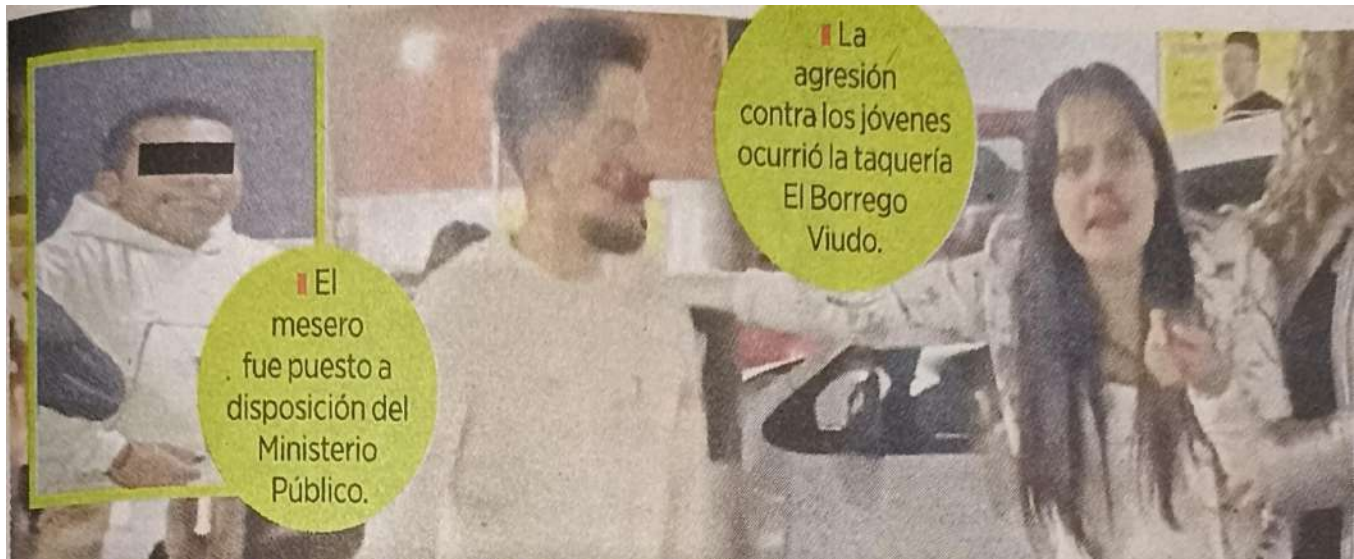 El
mesero
fue puesto a
disposición del
Ministerio
Público.
La
agresión
contra los jóvenes
ocurrió la taquería
El Borrego
Viudo.